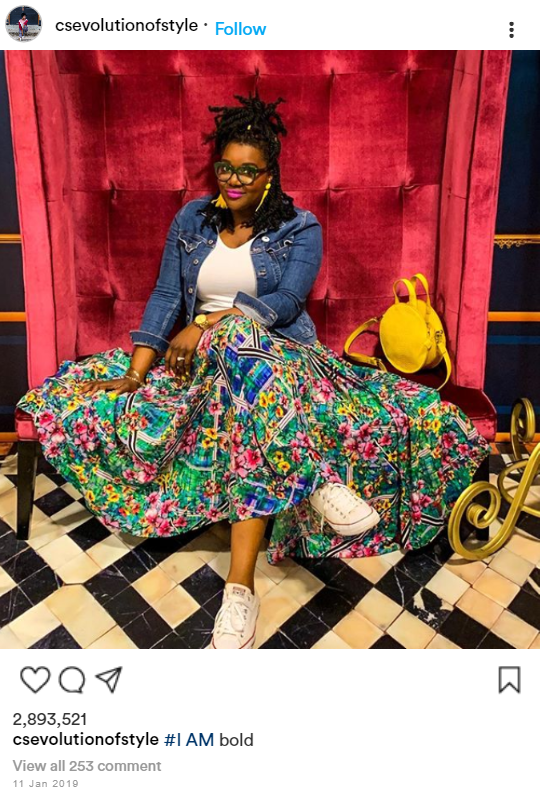 csevolutionofstyle · Follow
2,893,521
csevolutionofstyle #I AM bold
View all 253 comment
11 Jan 2019